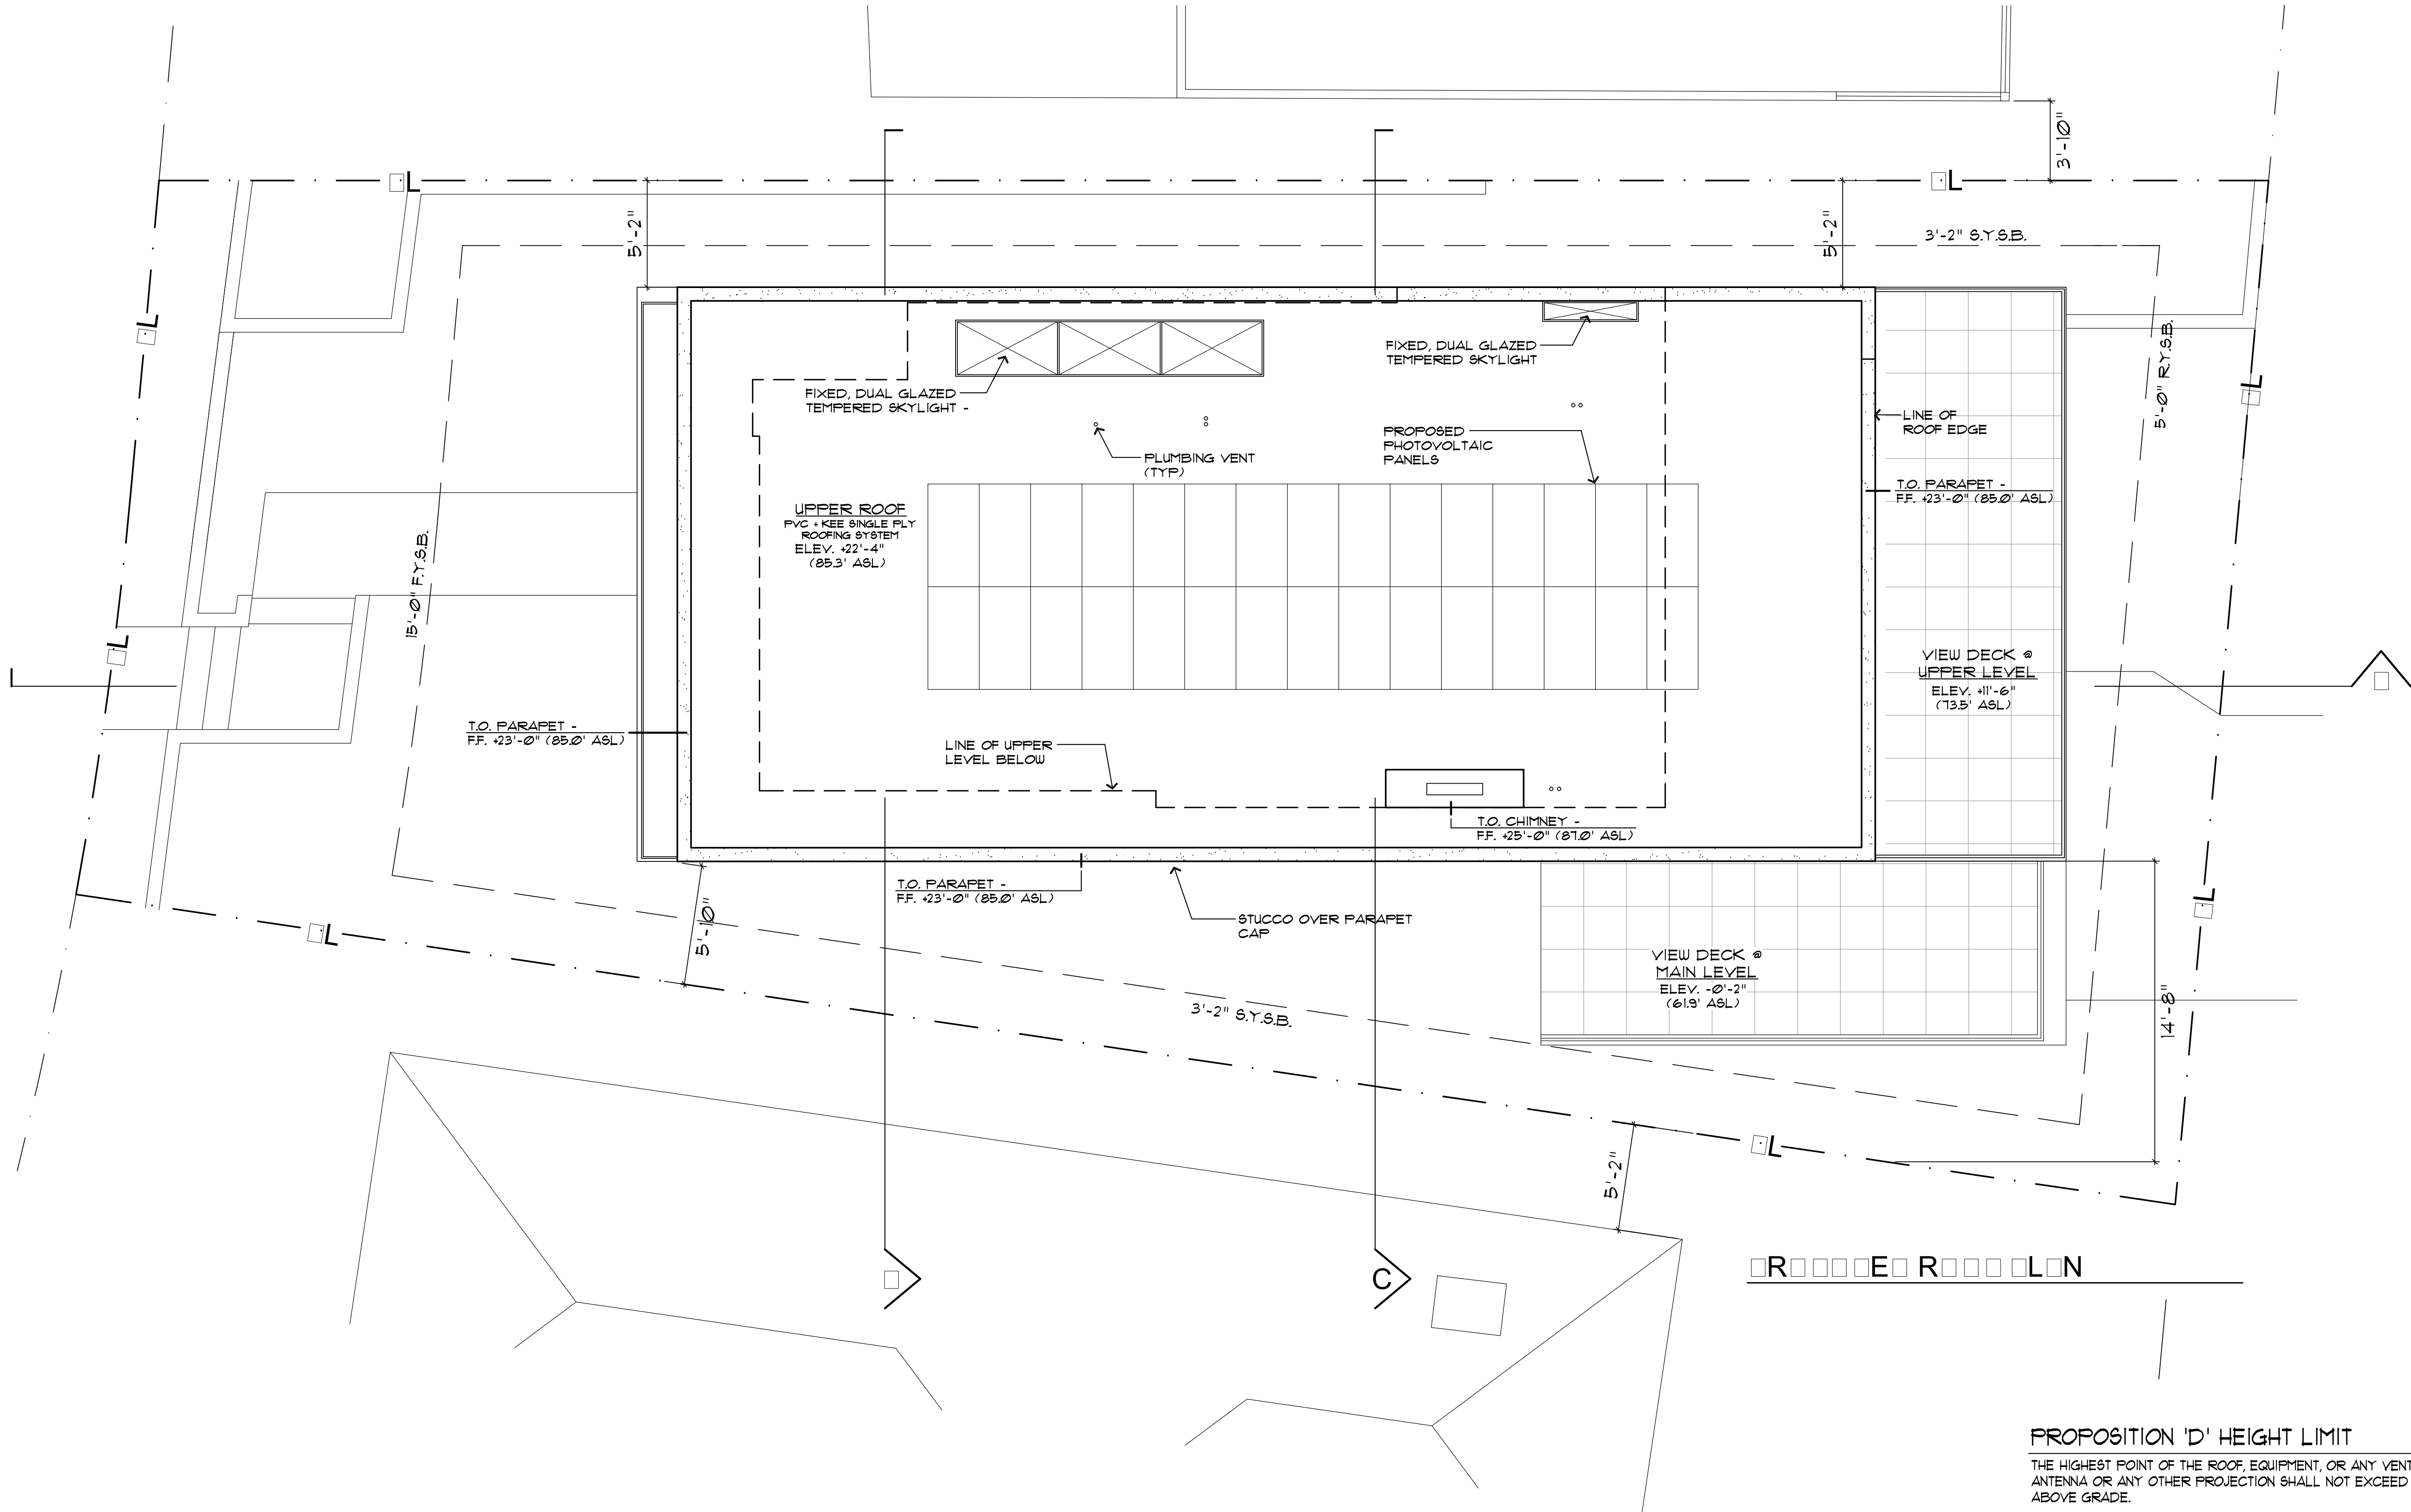 3'-10"
L
L
5'-2"
5'-2"
3'-2" S.Y.S.B.
L
FIXED, DUAL GLAZED
TEMPERED SKYLIGHT
FIXED, DUAL GLAZED
TEMPERED SKYLIGHT -
5'-0" R.Y.S.B.
L
LINE OF
ROOF EDGE
PROPOSED
PHOTOVOLTAIC
PANELS
PLUMBING VENT
(TYP)
T.O. PARAPET -
F.F. +23'-0" (85.0' ASL)
UPPER ROOF
PVC + KEE SINGLE PLY
ROOFING SYSTEM
ELEV. +22'-4"
(85.3' ASL)
15'-0" F.Y.S.B.
L
VIEW DECK @
UPPER LEVEL
ELEV. +11'-6"
(73.5' ASL)
T.O. PARAPET -
F.F. +23'-0" (85.0' ASL)
LINE OF UPPER
LEVEL BELOW
T.O. CHIMNEY -
F.F. +25'-0" (87.0' ASL)
T.O. PARAPET -
F.F. +23'-0" (85.0' ASL)
STUCCO OVER PARAPET
CAP
L
L
5'-10"
VIEW DECK @
MAIN LEVEL
ELEV. -0'-2"
(61.9' ASL)
3'-2" S.Y.S.B.
14'-8"
L
5'-2"
C
R E R L N
PROPOSITION 'D' HEIGHT LIMIT
THE HIGHEST POINT OF THE ROOF, EQUIPMENT, OR ANY VENT
ANTENNA OR ANY OTHER PROJECTION SHALL NOT EXCEED
ABOVE GRADE.